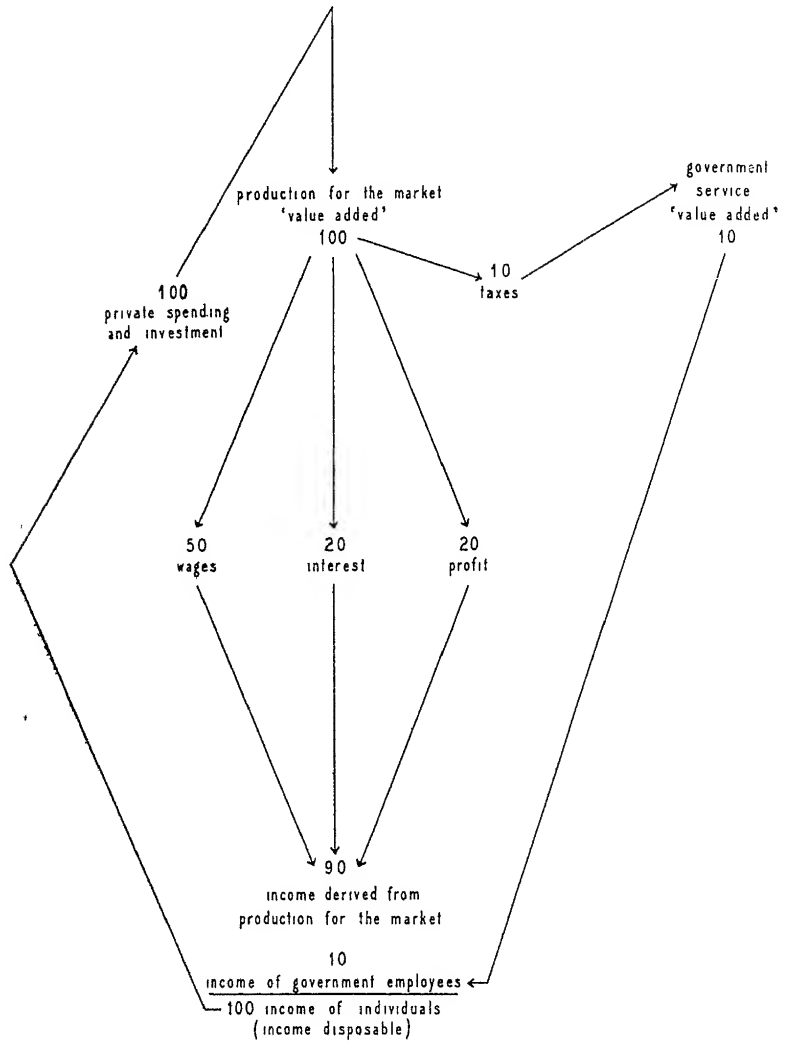 production for the market
'value added'
100
government
service
'value added'
10
10
taxes
100
private spending
and investment
50
wages
20
interest
20
profit
90
income derived from
production for the market
10
income of government employees
100 income of individuals
(income disposable)